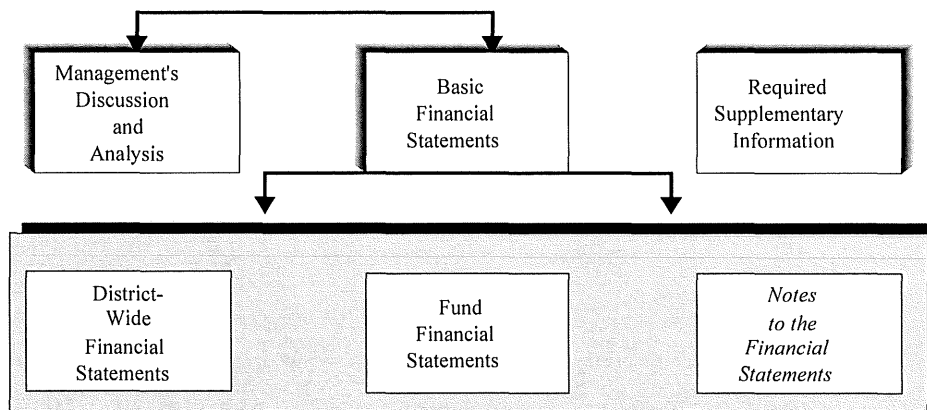 Management's
Discussion
and
Analysis
Basic
Financial
Statements
Required
Supplementary
Information
District-
Wide
Financial
Statements
Fund
Financial
Statements
Notes
to the
Financial
Statements